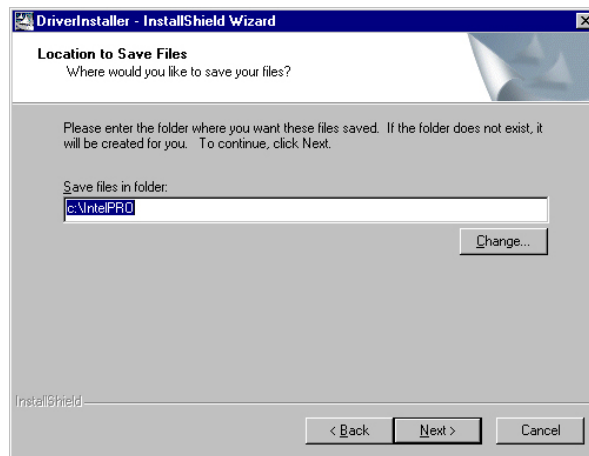 DriverInstaller - InstallShield Wizard
Location to Save Files
Where would you like to save your files?
Please enter the folder where you want these files saved. If the folder does not exist, it
will be created for you. To continue, click Next.
Save files in folder:
c:\IntelPRO
Change...
InstallShield
< Back
Next >
Cancel